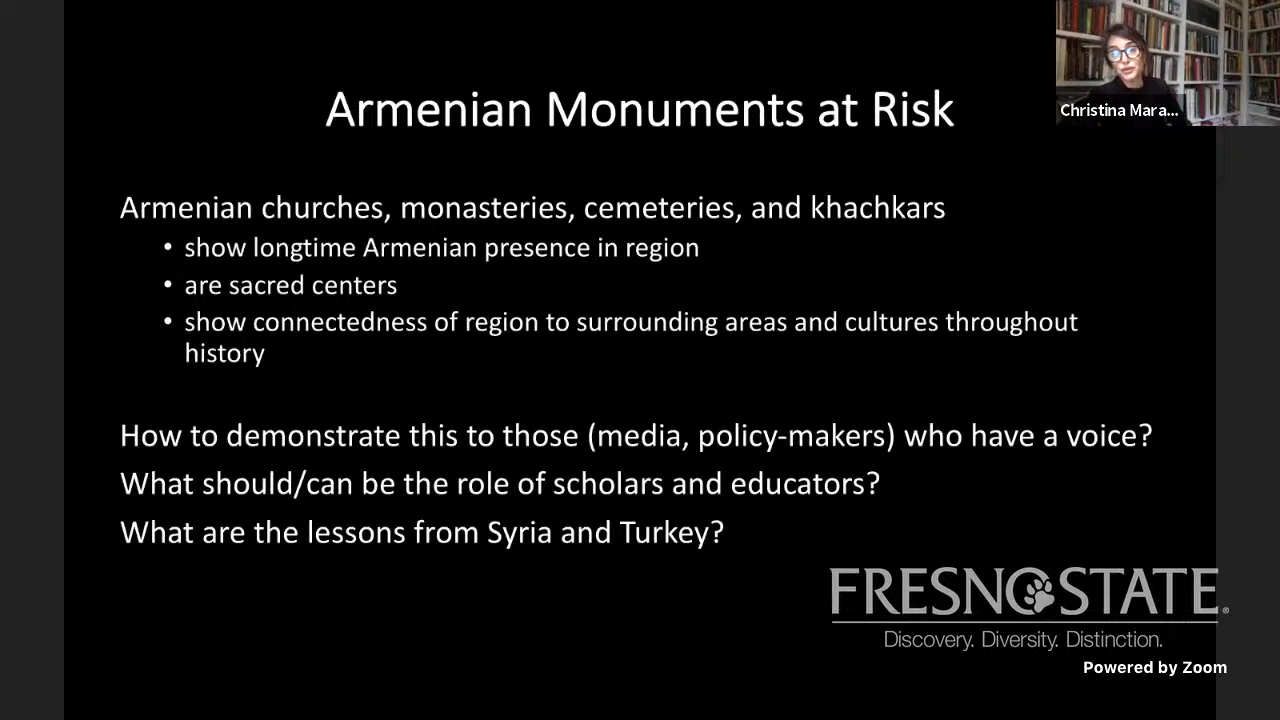 Armenian Monuments at Risk
Christina Mara...
Armenian churches, monasteries, cemeteries, and khachkars
• show longtime Armenian presence in region
• are sacred centers
• show connectedness of region to surrounding areas and cultures throughout
history
How to demonstrate this to those (media, policy-makers) who have a voice?
What should/can be the role of scholars and educators?
What are the lessons from Syria and Turkey?
FRESNO STATE®
Discovery. Diversity. Distinction.
Powered by Zoom